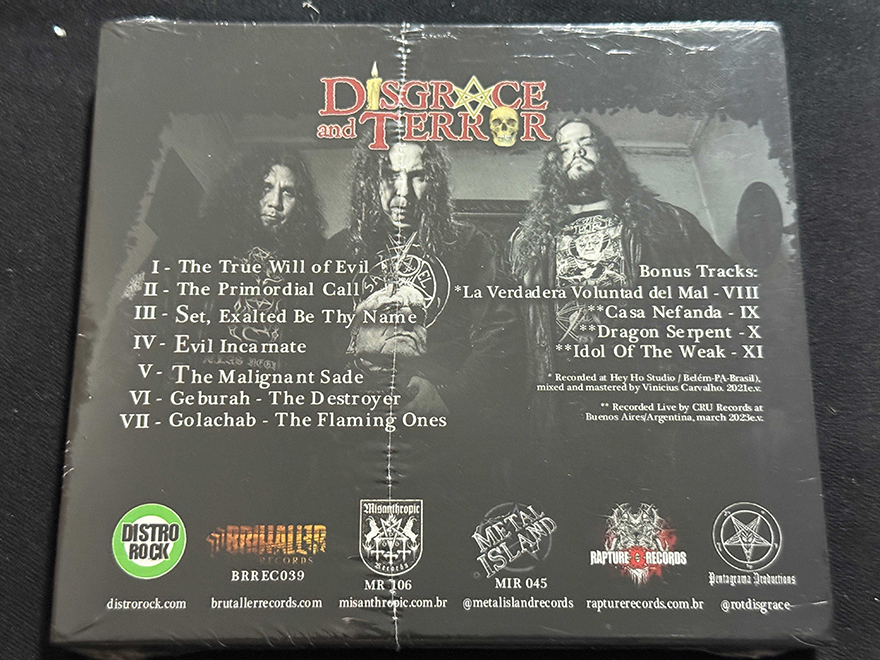 DISGRACE
and TERROR
I - The True Will of Evil
II - The Primordial Call
III - Set, Exalted Be Thy Name
IV - Evil Incarnate
V - The Malignant Sade
VI - Geburah - The Destroyer
VII - Golachab - The Flaming Ones
Bonus Tracks:
*La Verdadera Voluntad del Mal - VIII
**Casa Nefanda - IX
**Dragon Serpent - X
**Idol Of The Weak - XI
* Recorded at Hey Ho Studio / Belém-PA-Brasil),
mixed and mastered by Vinicius Carvalho. 2021e.v.
** Recorded Live by CRU Records at
Buenos Aires/Argentina, march 2023e.v.
DISTRO
ROCK
distrorock.com
BRUTALLER
RECORDS
BRREC039
brutallerrecords.com
Misanthropic
Records
MR 106
misanthropic.com.br
METAL
ISLAND
MIR 045
@metalislandrecords
RAPTURE RECORDS
rapturerecords.com.br
Pentagrama Productions
@rotdisgrace